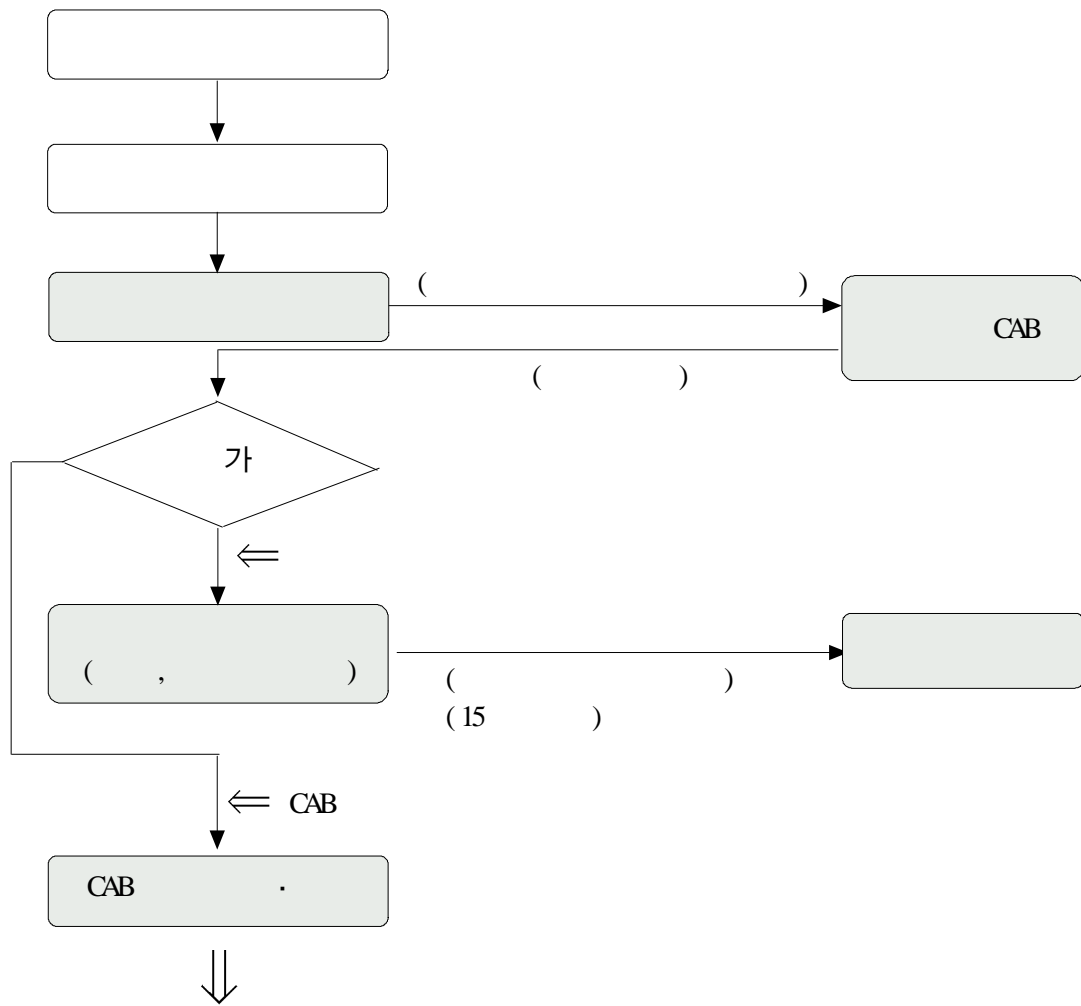 ( )
CAB
( )
가
⇐
( , )
( )
( 15 )
⇐ CAB
CAB ·
⇓